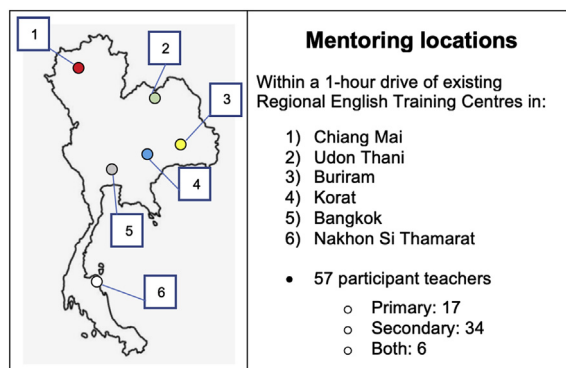 1
2
3
4
5
6
Mentoring locations
Within a 1-hour drive of existing
Regional English Training Centres in:
1) Chiang Mai
2) Udon Thani
3) Buriram
4) Korat
5) Bangkok
6) Nakhon Si Thamarat
• 57 participant teachers
o Primary: 17
o Secondary: 34
o Both: 6